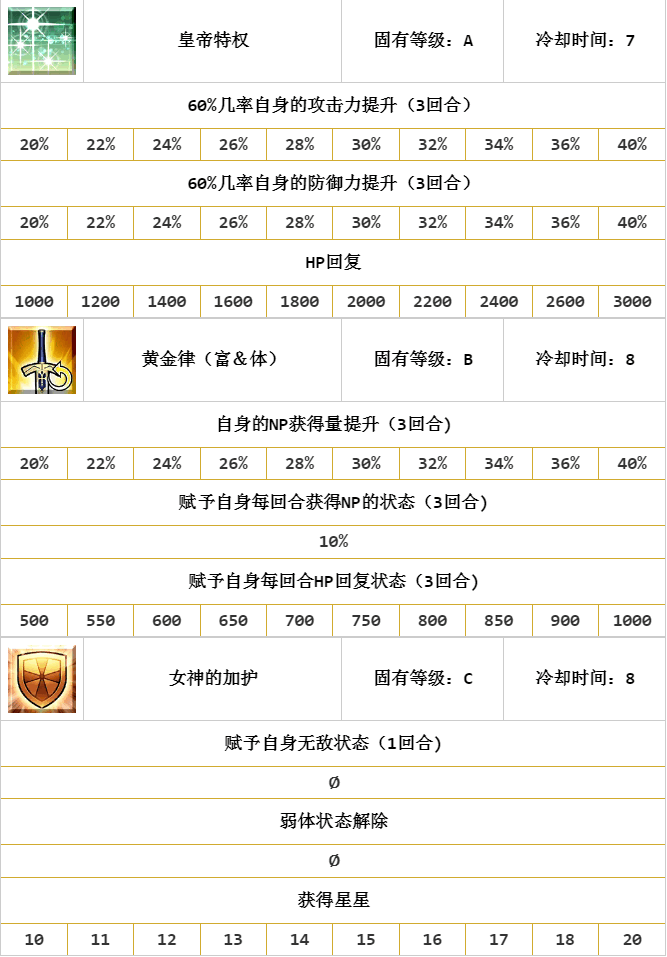 皇帝特权 固有等级：A 冷却时间：7
60%几率自身的攻击力提升（3回合）
20% 22% 24% 26% 28% 30% 32% 34% 36% 40%
60%几率自身的防御力提升（3回合）
20% 22% 24% 26% 28% 30% 32% 34% 36% 40%
HP回复
1000 1200 1400 1600 1800 2000 2200 2400 2600 3000
黄金律（富＆体） 固有等级：B 冷却时间：8
自身的NP获得量提升（3回合)
20% 22% 24% 26% 28% 30% 32% 34% 36% 40%
赋予自身每回合获得NP的状态（3回合)
10%
赋予自身每回合HP回复状态（3回合)
500 550 600 650 700 750 800 850 900 1000
女神的加护 固有等级：C 冷却时间：8
赋予自身无敌状态（1回合)
Ø
弱体状态解除
Ø
获得星星
10 11 12 13 14 15 16 17 18 20